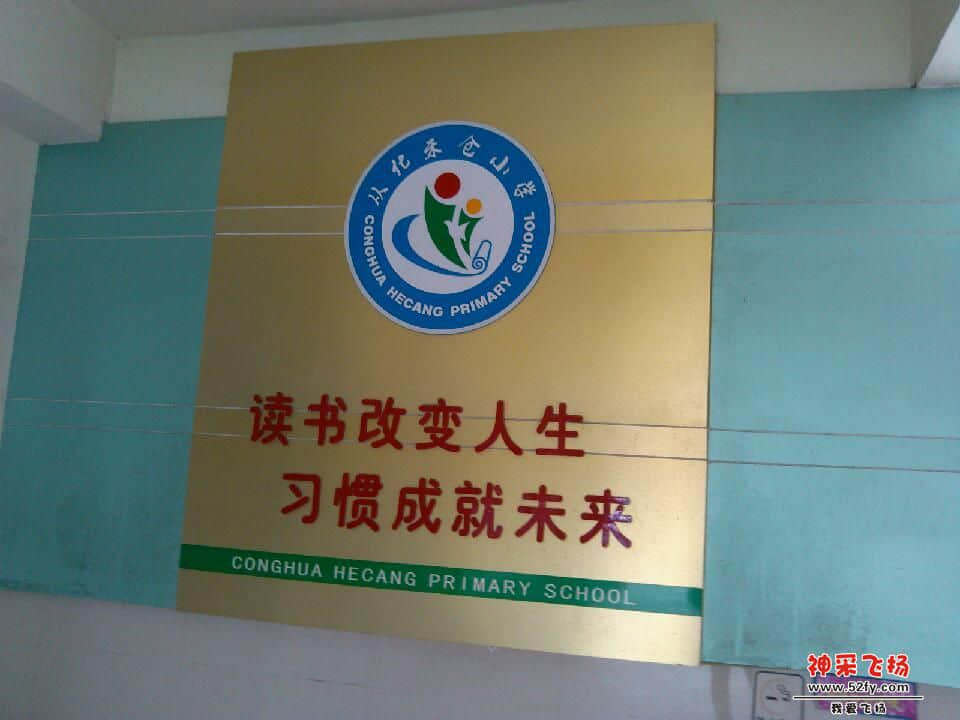 从化禾仓小学
CONGHUA HECANG PRIMARY SCHOOL
读书改变人生
习惯成就未来
CONGHUA HECANG PRIMARY SCHOOL
神采飞扬
www.52fy.com
我爱飞扬